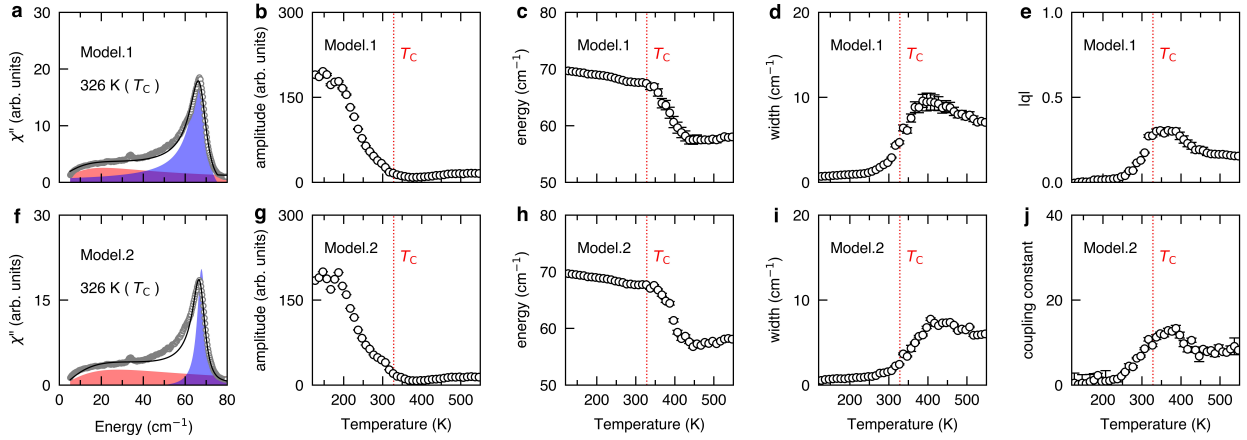 a
b
c
d
e
30
20
10
0
χ″ (arb. units)
Model.1
326 K ( TC )
300
150
0
amplitude (arb. units)
Model.1
TC
80
70
60
50
energy (cm−1)
Model.1
TC
20
10
0
width (cm−1)
Model.1
TC
1.0
0.5
0.0
|q|
Model.1
TC
f
g
h
i
j
30
15
0
χ″ (arb. units)
Model.2
326 K ( TC )
0
20
40
60
80
Energy (cm−1)
300
150
0
amplitude (arb. units)
Model.2
TC
200
300
400
500
Temperature (K)
80
70
60
50
energy (cm−1)
Model.2
TC
200
300
400
500
Temperature (K)
20
10
0
width (cm−1)
Model.2
TC
200
300
400
500
Temperature (K)
40
20
0
coupling constant
Model.2
TC
200
300
400
500
Temperature (K)